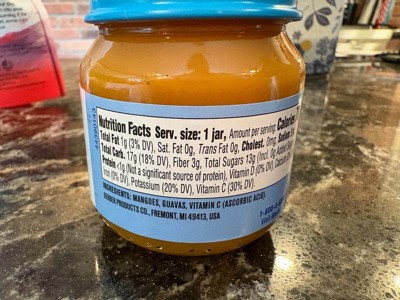 Nutrition Facts Serv. size: 1 jar, Amount per serving: Calories
Total Fat 1g (3% DV), Sat. Fat 0g, Trans Fat 0g, Cholest. 0mg, Sodium
Total Carb. 17g (18% DV), Fiber 3g, Total Sugars 13g (Incl. 0g Added
Protein <1g (Not a significant source of protein), Vitamin D (0% DV),
Iron (0% DV), Potassium (20% DV), Vitamin C (30% DV).
INGREDIENTS: MANGOES, GUAVAS, VITAMIN C (ASCORBIC ACID).
GERBER PRODUCTS CO., FREMONT, MI 49413, USA
1-800-4